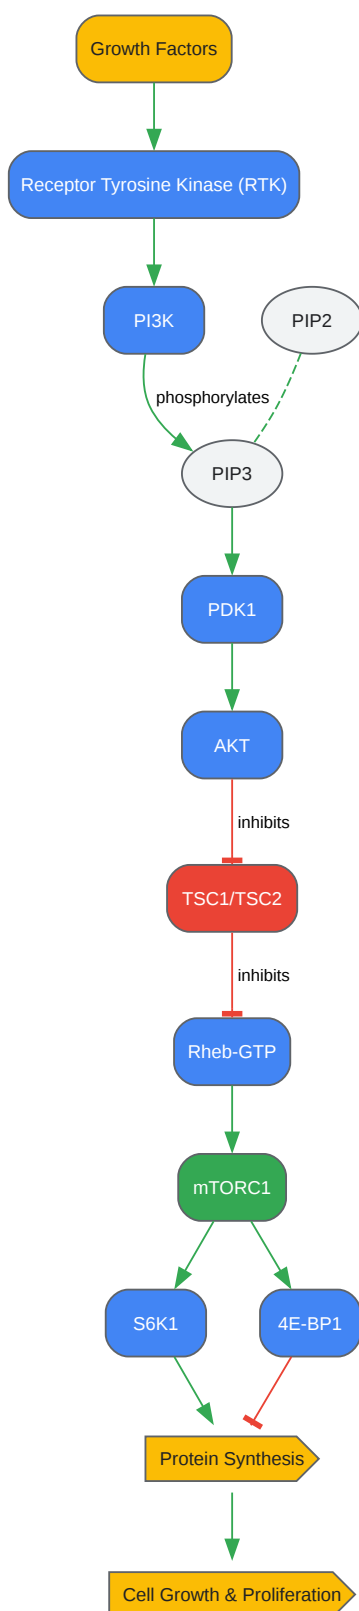 Growth Factors
Receptor Tyrosine Kinase (RTK)
PI3K
PIP2
phosphorylates
PIP3
PDK1
AKT
inhibits
TSC1/TSC2
inhibits
Rheb-GTP
mTORC1
S6K1
4E-BP1
Protein Synthesis
Cell Growth & Proliferation